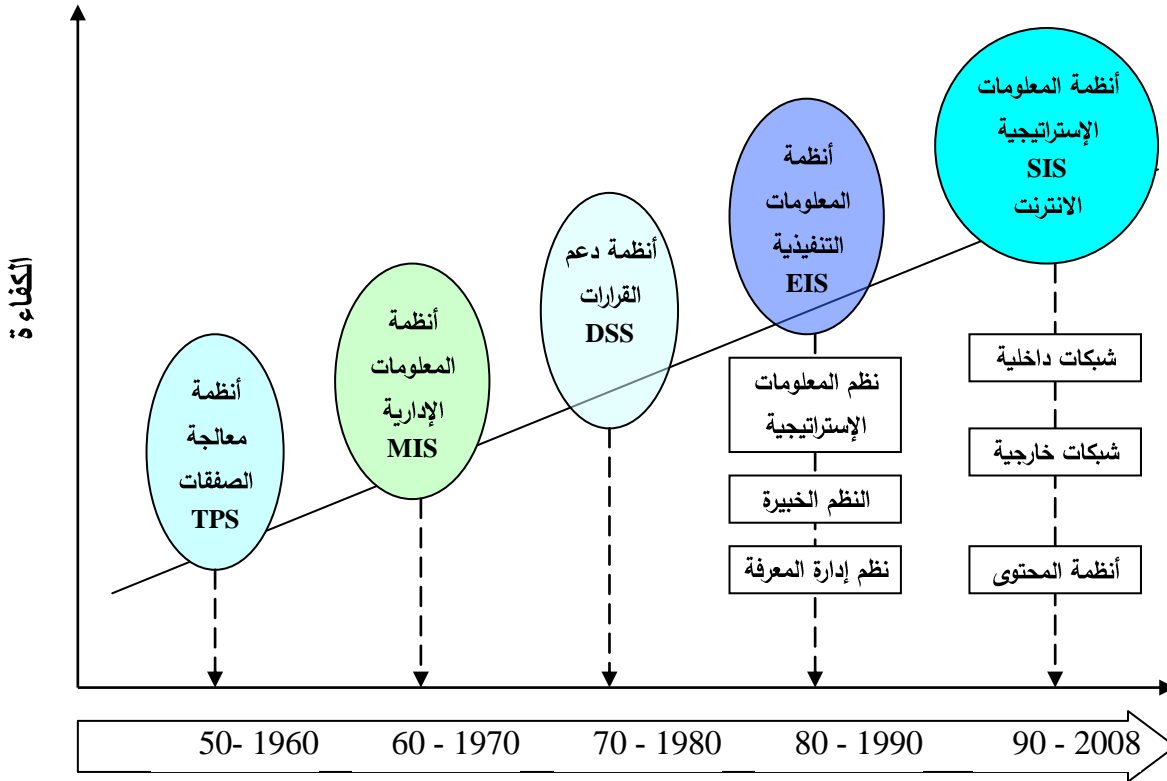 الكفاءة
أنظمة
معالجة
الصفقات
TPS
أنظمة
المعلومات
الإدارية
MIS
أنظمة دعم
القرارات
DSS
أنظمة
المعلومات
التنفيذية
EIS
نظم المعلومات
الإستراتيجية
النظم الخبيرة
نظم إدارة المعرفة
أنظمة المعلومات
الإستراتيجية
SIS
الانترنت
شبكات داخلية
شبكات خارجية
أنظمة المحتوى
50- 1960
60 - 1970
70 - 1980
80 - 1990
90 - 2008